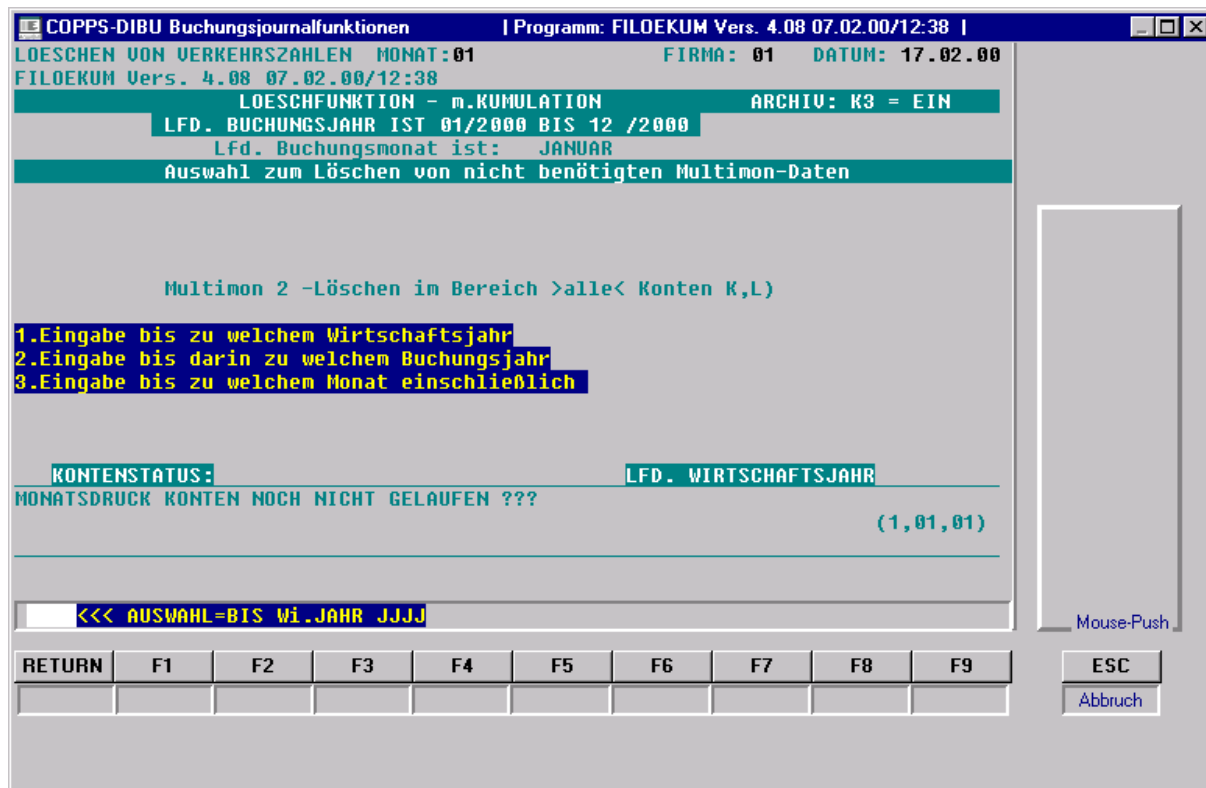 COPPS-DIBU Buchungsjournalfunktionen | Programm: FILOEKUM Vers. 4.08 07.02.00/12:38 |
LOESCHEN VON VERKEHRSZAHLEN MONAT:01 FIRMA: 01 DATUM: 17.02.00
FILOEKUM Vers. 4.08 07.02.00/12:38
LOESCHFUNKTION - m.KUMULATION ARCHIV: K3 = EIN
LFD. BUCHUNGSJAHR IST 01/2000 BIS 12 /2000
Lfd. Buchungsmonat ist: JANUAR
Auswahl zum Löschen von nicht benötigten Multimon-Daten
Multimon 2 -Löschen im Bereich >alle< Konten K,L)
1.Eingabe bis zu welchem Wirtschaftsjahr
2.Eingabe bis darin zu welchem Buchungsjahr
3.Eingabe bis zu welchem Monat einschließlich
KONTENSTATUS: LFD. WIRTSCHAFTSJAHR
MONATSDRUCK KONTEN NOCH NICHT GELAUFEN ???
(1,01,01)
<<< AUSWAHL=BIS Wi.JAHR JJJJ
Mouse-Push
RETURN F1 F2 F3 F4 F5 F6 F7 F8 F9 ESC
Abbruch